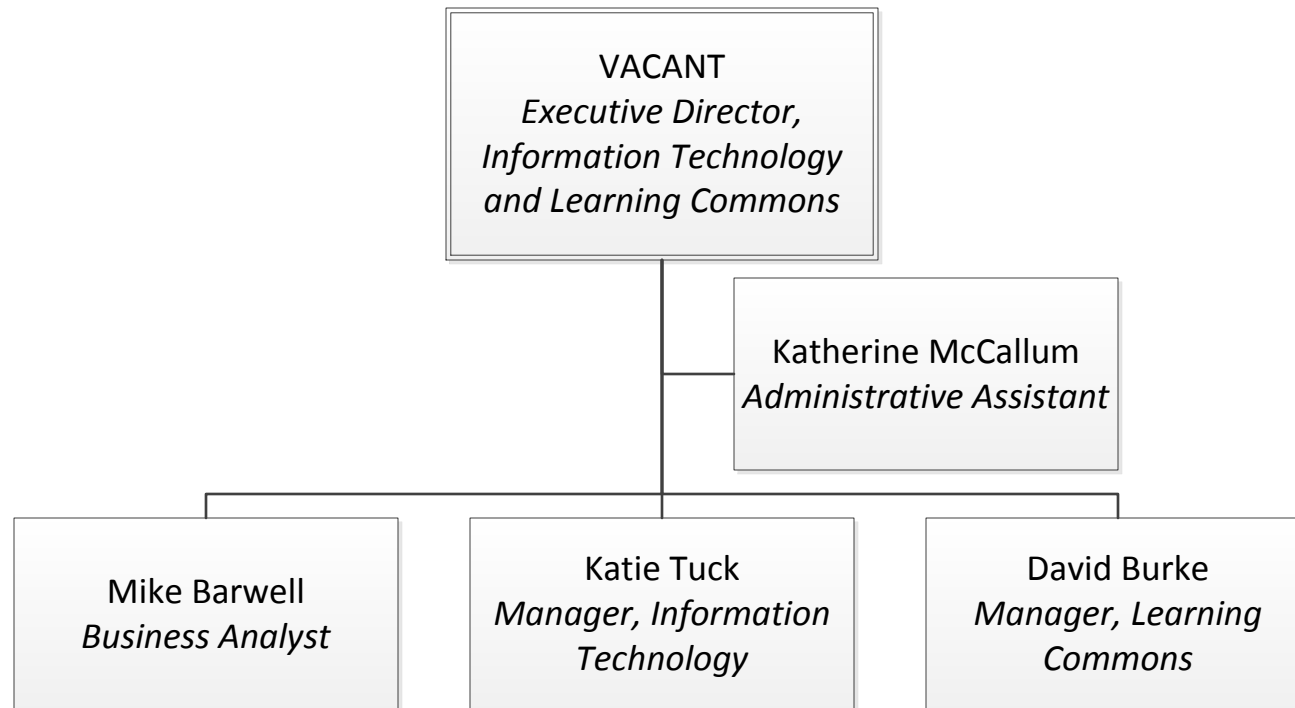 VACANT
Executive Director,
Information Technology
and Learning Commons
Katherine McCallum
Administrative Assistant
Mike Barwell
Business Analyst
Katie Tuck
Manager, Information
Technology
David Burke
Manager, Learning
Commons